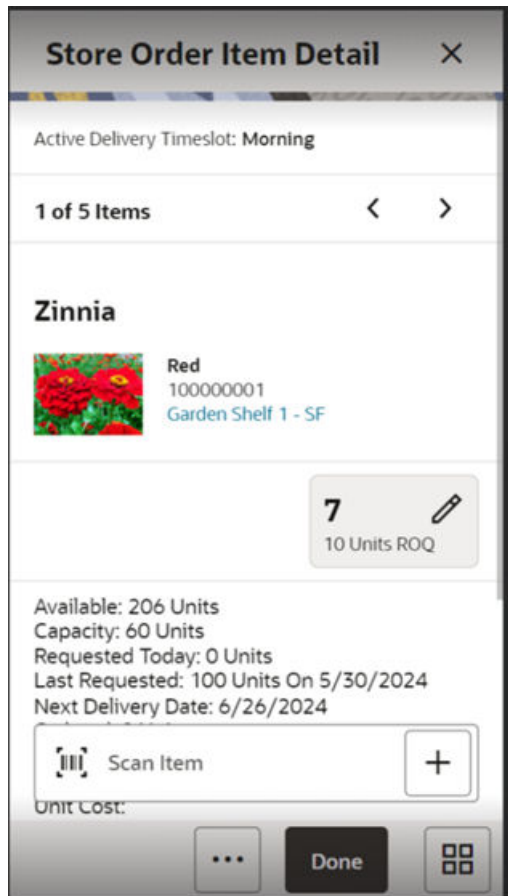 Store Order Item Detail
Active Delivery Timeslot: Morning
1 of 5 Items
Zinnia
Red
100000001
Garden Shelf 1 - SF
7
10 Units ROQ
Available: 206 Units
Capacity: 60 Units
Requested Today: 0 Units
Last Requested: 100 Units On 5/30/2024
Next Delivery Date: 6/26/2024
Scan Item
Unit Cost:
Done